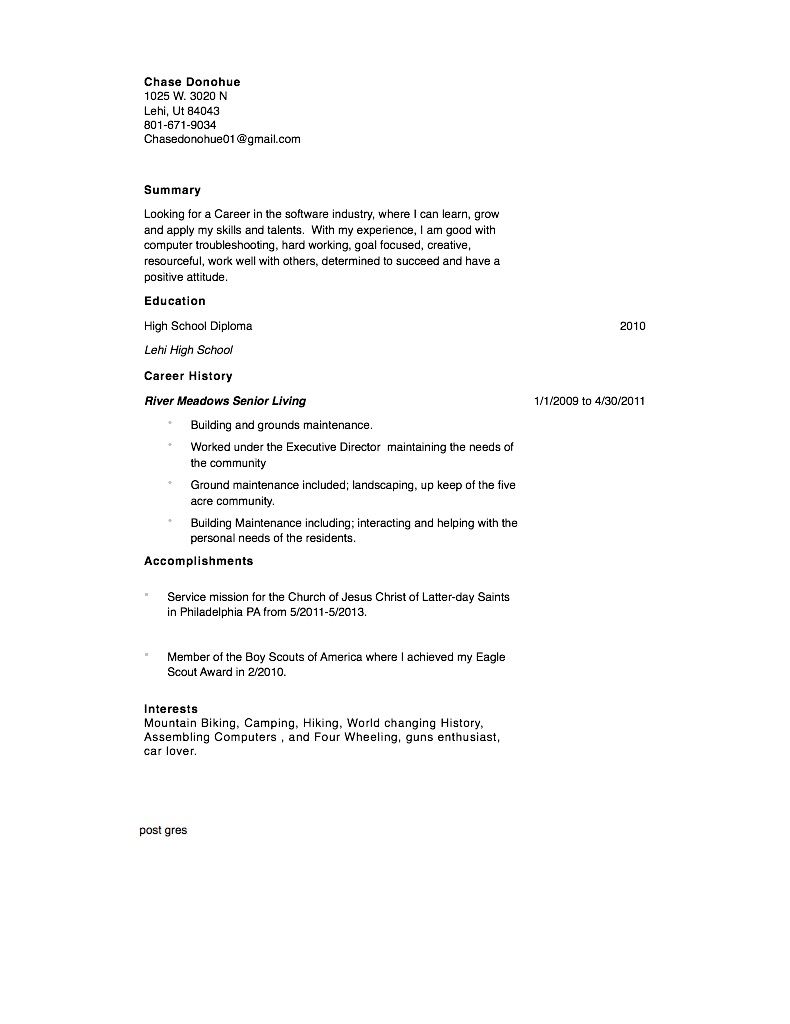 Chase Donohue
1025 W. 3020 N
Lehi, Ut 84043
801-671-9034
Chasedonohue01@gmail.com
Summary
Looking for a Career in the software industry, where I can learn, grow
and apply my skills and talents.  With my experience, I am good with
computer troubleshooting, hard working, goal focused, creative,
resourceful, work well with others, determined to succeed and have a
positive attitude.
Education
High School Diploma 2010
Lehi High School
Career History
River Meadows Senior Living 1/1/2009 to 4/30/2011
* Building and grounds maintenance.
* Worked under the Executive Director  maintaining the needs of
the community
* Ground maintenance included; landscaping, up keep of the five
acre community.
* Building Maintenance including; interacting and helping with the
personal needs of the residents.
Accomplishments
* Service mission for the Church of Jesus Christ of Latter-day Saints
in Philadelphia PA from 5/2011-5/2013.
* Member of the Boy Scouts of America where I achieved my Eagle
Scout Award in 2/2010.
Interests
Mountain Biking, Camping, Hiking, World changing History,
Assembling Computers , and Four Wheeling, guns enthusiast,
car lover.
post gres